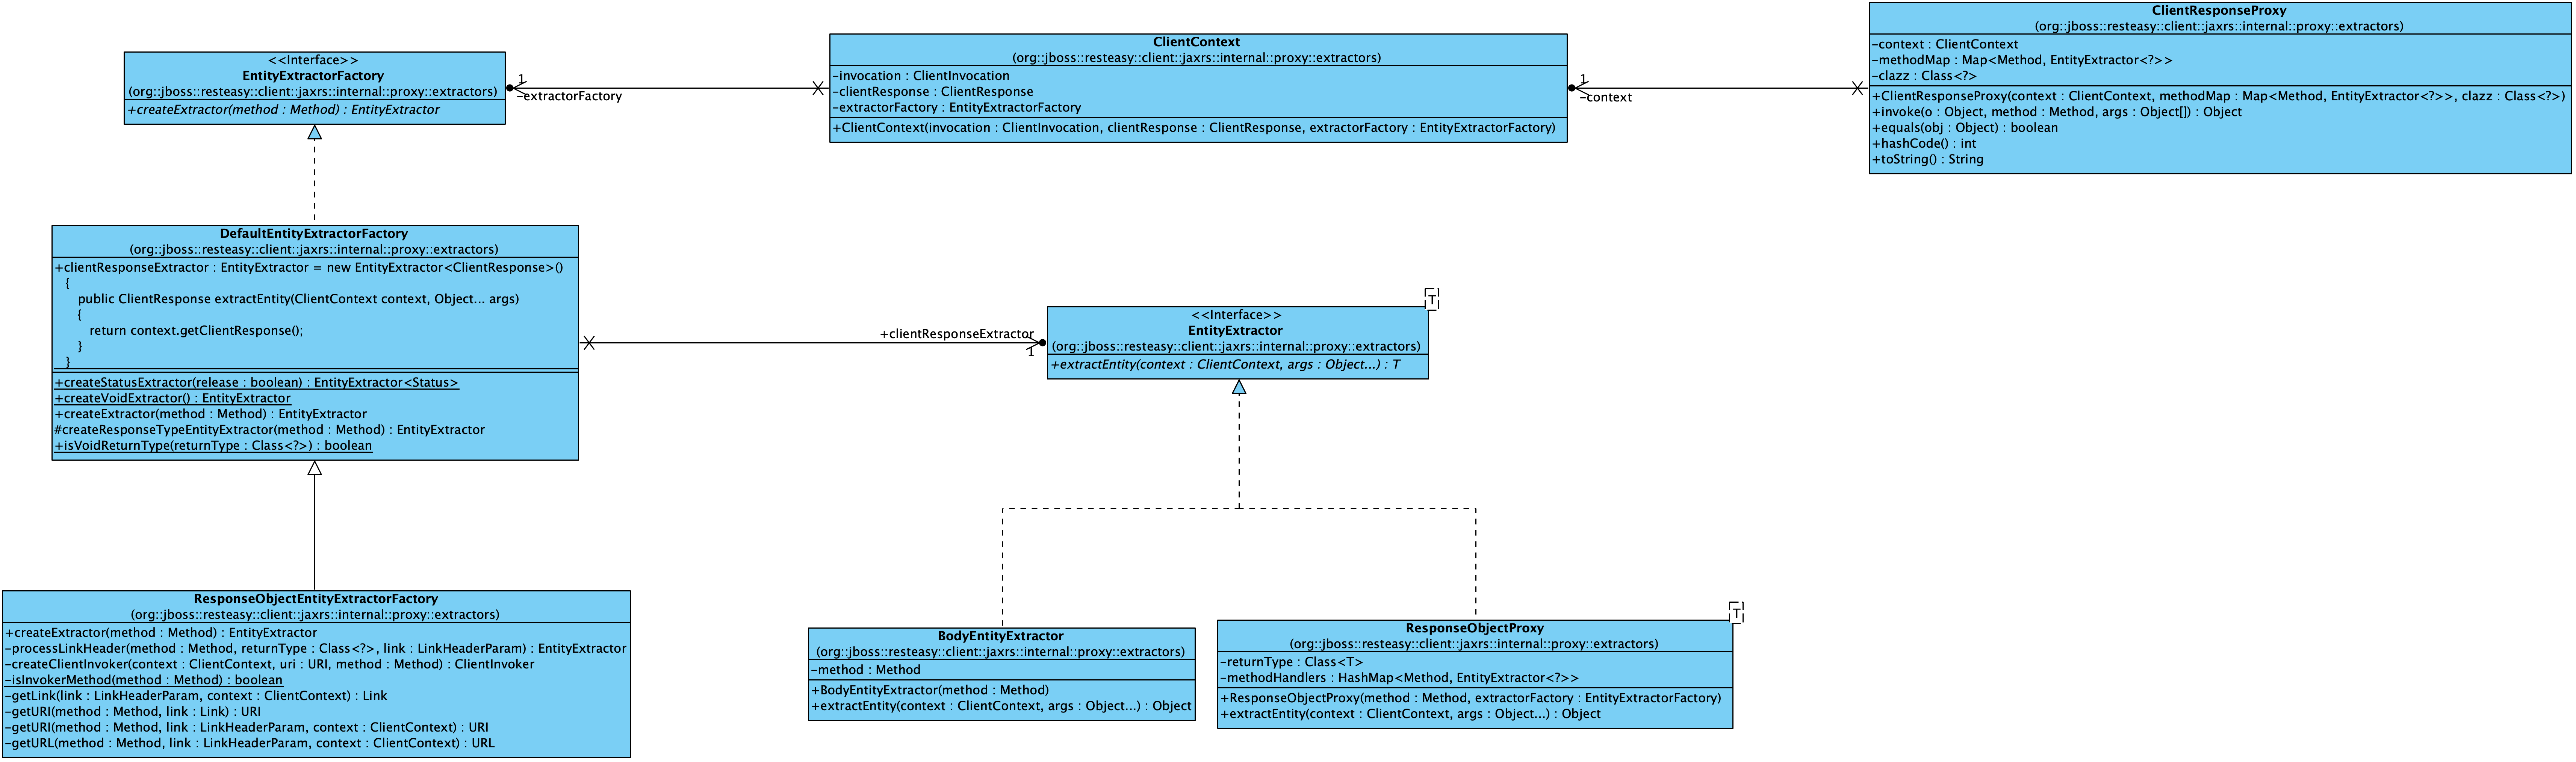 <<Interface>>
EntityExtractorFactory
(org::jboss::resteasy::client::jaxrs::internal::proxy::extractors)
+createExtractor(method : Method) : EntityExtractor
1
-extractorFactory
ClientContext
(org::jboss::resteasy::client::jaxrs::internal::proxy::extractors)
-invocation : ClientInvocation
-clientResponse : ClientResponse
-extractorFactory : EntityExtractorFactory
+ClientContext(invocation : ClientInvocation, clientResponse : ClientResponse, extractorFactory : EntityExtractorFactory)
1
-context
ClientResponseProxy
(org::jboss::resteasy::client::jaxrs::internal::proxy::extractors)
-context : ClientContext
-methodMap : Map<Method, EntityExtractor<?>>
-clazz : Class<?>
+ClientResponseProxy(context : ClientContext, methodMap : Map<Method, EntityExtractor<?>>, clazz : Class<?>)
+invoke(o : Object, method : Method, args : Object[]) : Object
+equals(obj : Object) : boolean
+hashCode() : int
+toString() : String
DefaultEntityExtractorFactory
(org::jboss::resteasy::client::jaxrs::internal::proxy::extractors)
+clientResponseExtractor : EntityExtractor = new EntityExtractor<ClientResponse>()
{
public ClientResponse extractEntity(ClientContext context, Object... args)
{
return context.getClientResponse();
}
}
+createStatusExtractor(release : boolean) : EntityExtractor<Status>
+createVoidExtractor() : EntityExtractor
+createExtractor(method : Method) : EntityExtractor
#createResponseTypeEntityExtractor(method : Method) : EntityExtractor
+isVoidReturnType(returnType : Class<?>) : boolean
+clientResponseExtractor
1
T
<<Interface>>
EntityExtractor
(org::jboss::resteasy::client::jaxrs::internal::proxy::extractors)
+extractEntity(context : ClientContext, args : Object...) : T
ResponseObjectEntityExtractorFactory
(org::jboss::resteasy::client::jaxrs::internal::proxy::extractors)
+createExtractor(method : Method) : EntityExtractor
-processLinkHeader(method : Method, returnType : Class<?>, link : LinkHeaderParam) : EntityExtractor
-createClientInvoker(context : ClientContext, uri : URI, method : Method) : ClientInvoker
-isInvokerMethod(method : Method) : boolean
-getLink(link : LinkHeaderParam, context : ClientContext) : Link
-getURI(method : Method, link : Link) : URI
-getURI(method : Method, link : LinkHeaderParam, context : ClientContext) : URI
-getURL(method : Method, link : LinkHeaderParam, context : ClientContext) : URL
BodyEntityExtractor
(org::jboss::resteasy::client::jaxrs::internal::proxy::extractors)
-method : Method
+BodyEntityExtractor(method : Method)
+extractEntity(context : ClientContext, args : Object...) : Object
T
ResponseObjectProxy
(org::jboss::resteasy::client::jaxrs::internal::proxy::extractors)
-returnType : Class<T>
-methodHandlers : HashMap<Method, EntityExtractor<?>>
+ResponseObjectProxy(method : Method, extractorFactory : EntityExtractorFactory)
+extractEntity(context : ClientContext, args : Object...) : Object